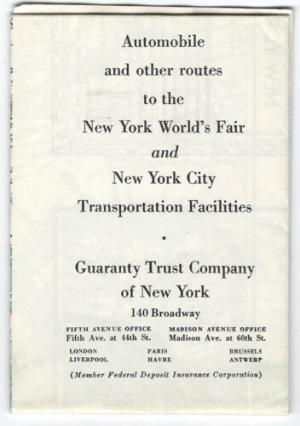 Automobile
and other routes
to the
New York World's Fair
and
New York City
Transportation Facilities
•
Guaranty Trust Company
of New York
140 Broadway
FIFTH AVENUE OFFICE MADISON AVENUE OFFICE
Fifth Ave. at 44th St. Madison Ave. at 60th St.
LONDON PARIS BRUSSELS
LIVERPOOL HAVRE ANTWERP
(Member Federal Deposit Insurance Corporation)